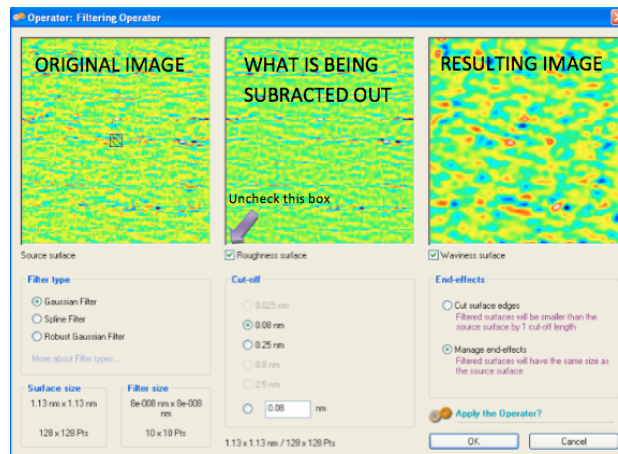 Operator: Filtering Operator
ORIGINAL IMAGE
WHAT IS BEING
SUBRACTED OUT
RESULTING IMAGE
Uncheck this box
Source surface
Roughness surface
Waviness surface
Filter type
Gaussian Filter
Spline Filter
Robust Gaussian Filter
More about Filter types...
Surface size
1.13 nm x 1.13 nm
128 x 128 Pts
Filter size
8e-008 nm x 8e-008
nm
10 x 10 Pts
Cut-off
0.025 nm
0.08 nm
0.25 nm
0.8 nm
2.5 nm
0.08 nm
1.13 x 1.13 nm / 128 x 128 Pts
End-effects
Cut surface edges
Filtered surfaces will be smaller than the
source surface by 1 cut-off length
Manage end-effects
Filtered surfaces will have the same size as
the source surface
Apply the Operator?
OK
Cancel